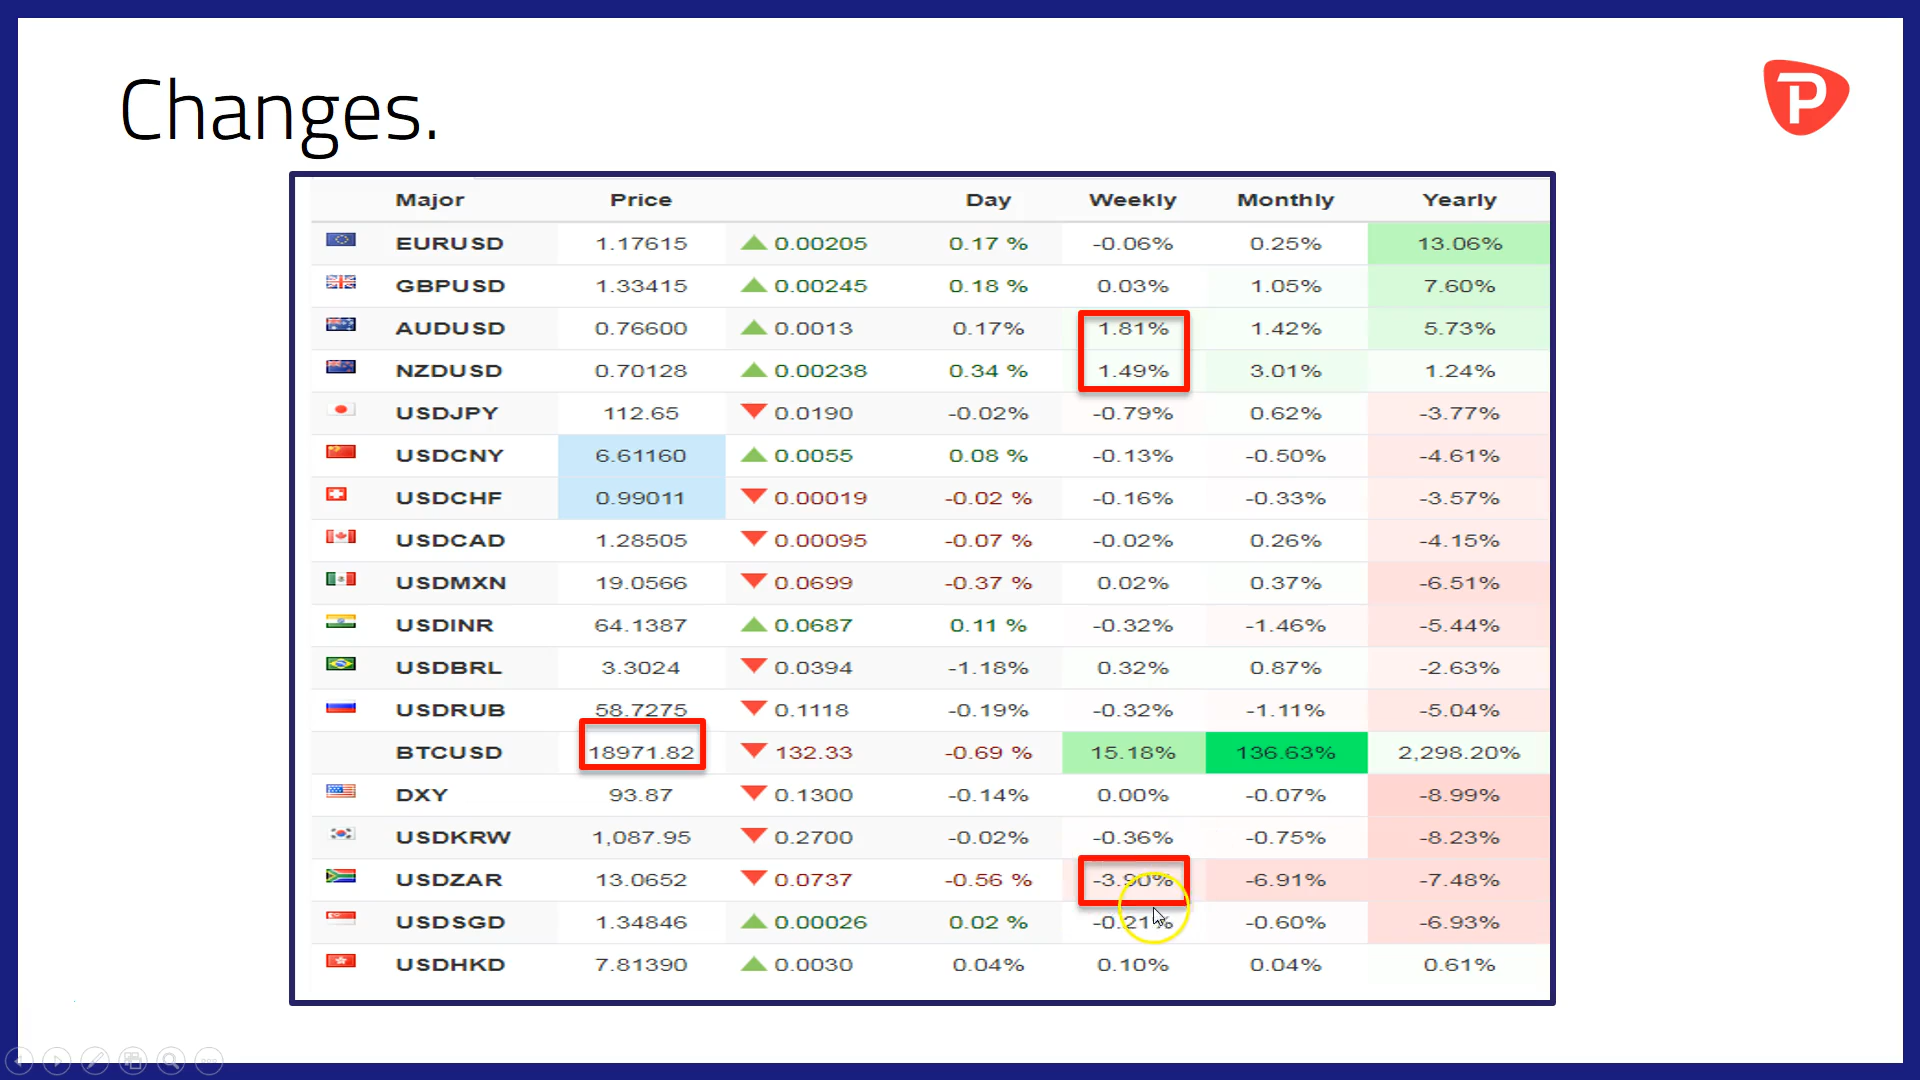 Changes.
P
Major Price Day Weekly Monthly Yearly
EURUSD 1.17615 0.00205 0.17 % -0.06% 0.25% 13.06%
GBPUSD 1.33415 0.00245 0.18 % 0.03% 1.05% 7.60%
AUDUSD 0.76600 0.0013 0.17% 1.81% 1.42% 5.73%
NZDUSD 0.70128 0.00238 0.34 % 1.49% 3.01% 1.24%
USDJPY 112.65 0.0190 -0.02% -0.79% 0.62% -3.77%
USDCNY 6.61160 0.0055 0.08 % -0.13% -0.50% -4.61%
USDCHF 0.99011 0.00019 -0.02 % -0.16% -0.33% -3.57%
USDCAD 1.28505 0.00095 -0.07 % -0.02% 0.26% -4.15%
USDMXN 19.0566 0.0699 -0.37 % 0.02% 0.37% -6.51%
USDINR 64.1387 0.0687 0.11 % -0.32% -1.46% -5.44%
USDBRL 3.3024 0.0394 -1.18% 0.32% 0.87% -2.63%
USDRUB 58.7275 0.1118 -0.19% -0.32% -1.11% -5.04%
BTCUSD 18971.82 132.33 -0.69 % 15.18% 136.63% 2,298.20%
DXY 93.87 0.1300 -0.14% 0.00% -0.07% -8.99%
USDKRW 1,087.95 0.2700 -0.02% -0.36% -0.75% -8.23%
USDZAR 13.0652 0.0737 -0.56 % -3.90% -6.91% -7.48%
USDSGD 1.34846 0.00026 0.02 % -0.21% -0.60% -6.93%
USDHKD 7.81390 0.0030 0.04% 0.10% 0.04% 0.61%